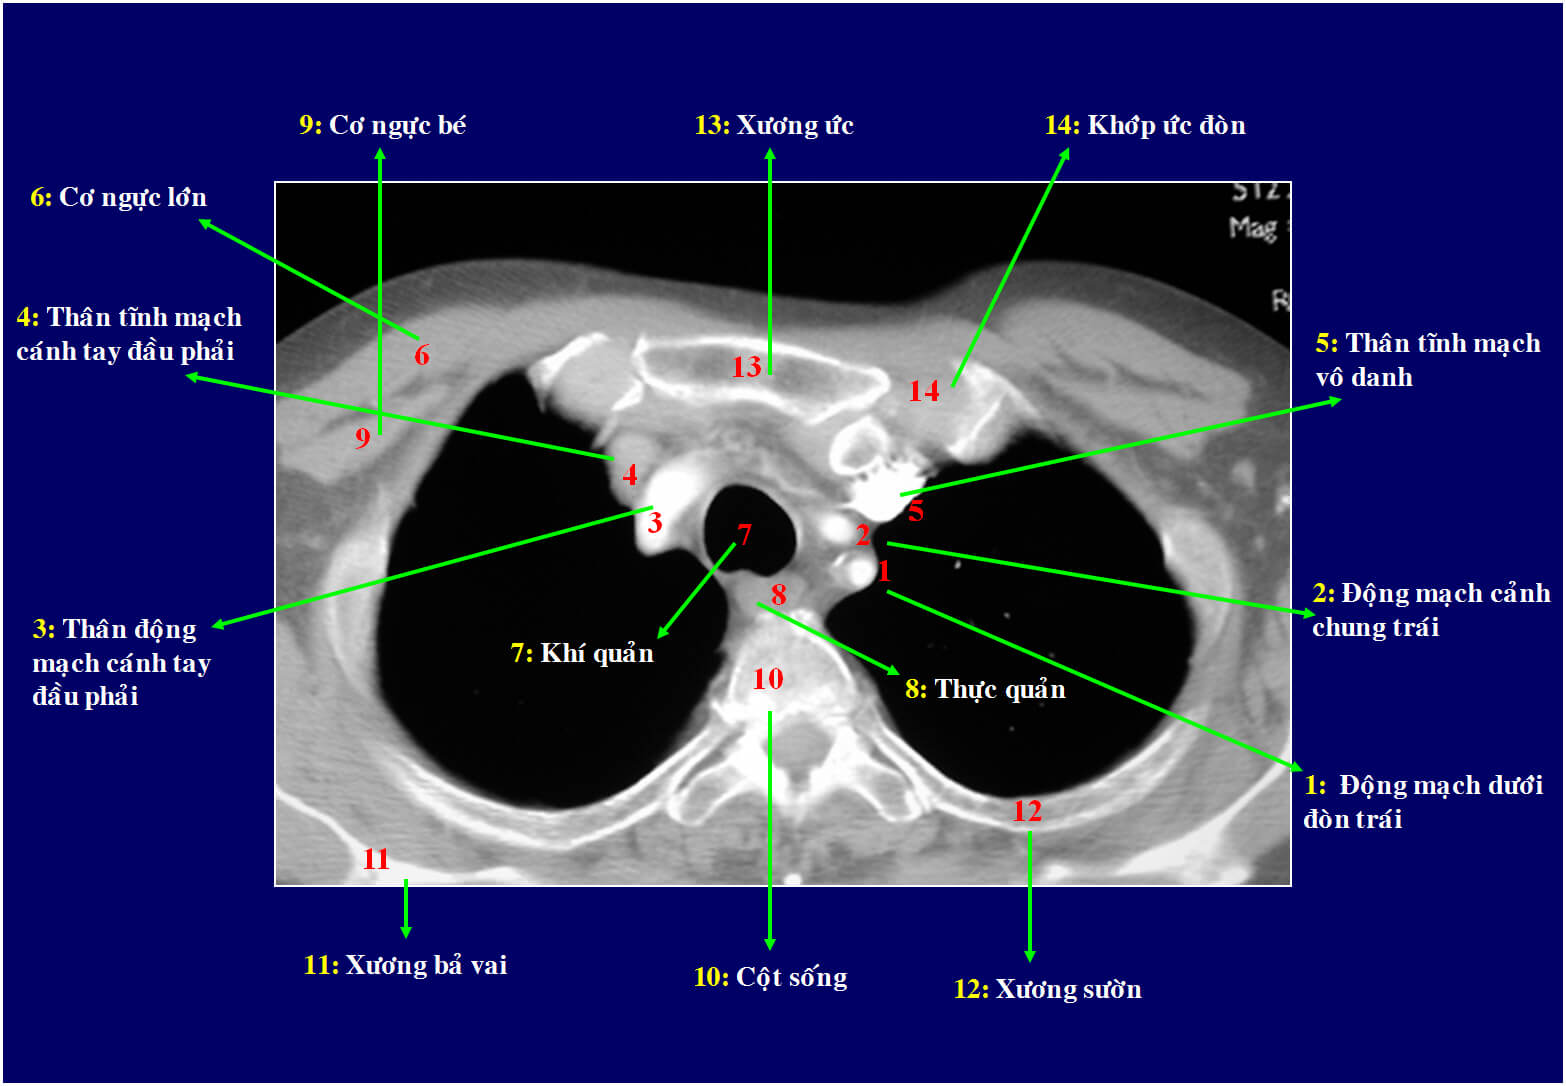 9: Cơ ngực bé
13: Xương ức
14: Khớp ức đòn
6: Cơ ngực lớn
Mag
4: Thân tĩnh mạch
cánh tay đầu phải
5: Thân tĩnh mạch
vô danh
6
13
14
9
4
5
3
7
2
1
8
2: Động mạch cảnh
chung trái
3: Thân động
mạch cánh tay
đầu phải
7: Khí quản
10
8: Thực quản
1: Động mạch dưới
đòn trái
12
11
11: Xương bả vai
10: Cột sống
12: Xương sườn